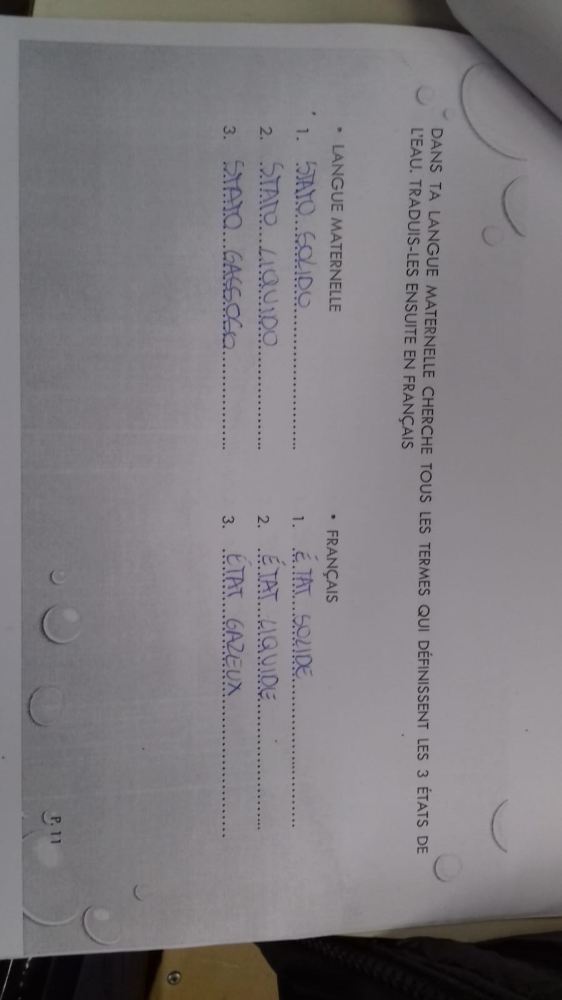 DANS TA LANGUE MATERNELLE CHERCHE TOUS LES TERMES QUI DÉFINISSENT LES 3 ÉTATS DE
L'EAU. TRADUIS-LES ENSUITE EN FRANÇAIS
• LANGUE MATERNELLE
1. STATO SOLIDO
2. STATO LIQUIDO
3. STATO
• FRANÇAIS
1. ÉTAT SOLIDE
2. ÉTAT LIQUIDE
3. ÉTAT GAZEUX
P. 11